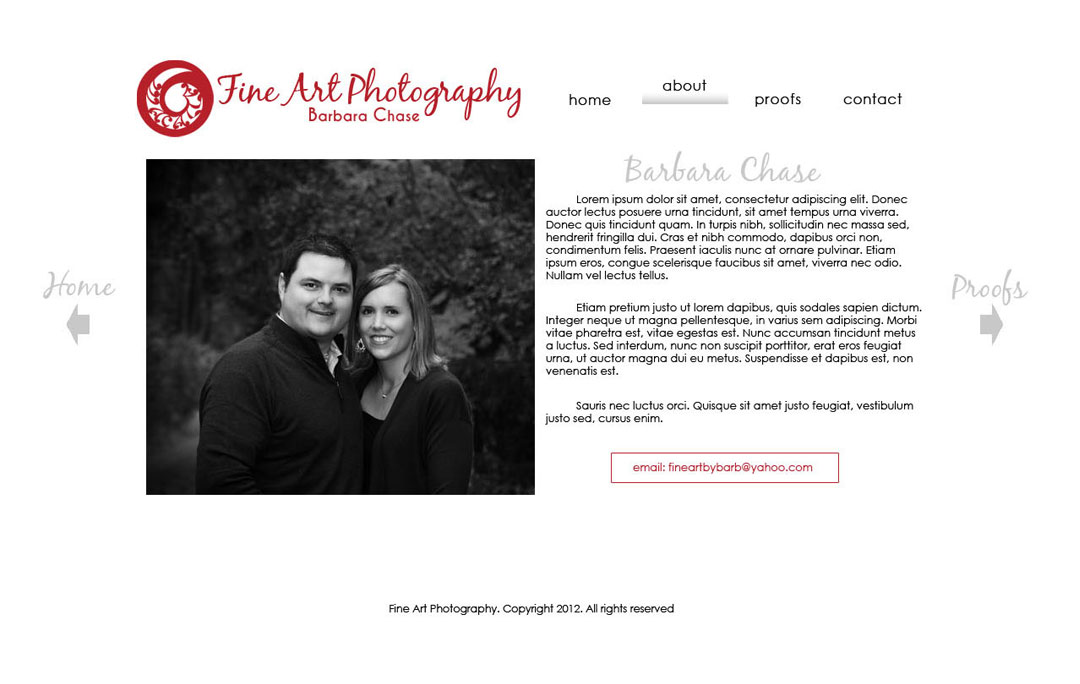 Fine Art Photography
Barbara Chase
home
about
proofs
contact
Barbara Chase
Lorem ipsum dolor sit amet, consectetur adipiscing elit. Donec
auctor lectus posuere urna tincidunt, sit amet tempus urna viverra.
Donec quis tincidunt quam. In turpis nibh, sollicitudin nec massa sed,
hendrerit fringilla dui. Cras et nibh commodo, dapibus orci non,
condimentum felis. Praesent iaculis nunc at ornare pulvinar. Etiam
ipsum eros, congue scelerisque faucibus sit amet, viverra nec odio.
Nullam vel lectus tellus.
Etiam pretium justo ut lorem dapibus, quis sodales sapien dictum.
Integer neque ut magna pellentesque, in varius sem adipiscing. Morbi
vitae pharetra est, vitae egestas est. Nunc accumsan tincidunt metus
a luctus. Sed interdum, nunc non suscipit porttitor, erat eros feugiat
urna, ut auctor magna dui eu metus. Suspendisse et dapibus est, non
venenatis est.
Sauris nec luctus orci. Quisque sit amet justo feugiat, vestibulum
justo sed, cursus enim.
email: fineartbybarb@yahoo.com
Home
Proofs
Fine Art Photography. Copyright 2012. All rights reserved